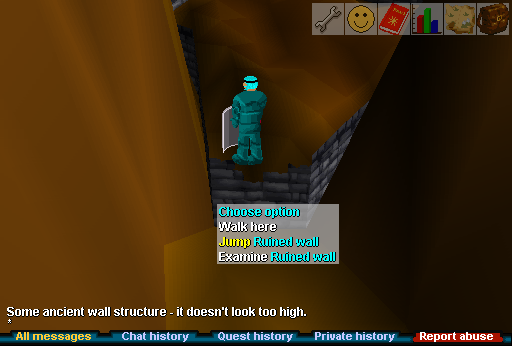 Choose option
Walk here
Jump Ruined wall
Examine Ruined wall
Some ancient wall structure - it doesn't look too high.
*
All messages
Chat history
Quest history
Private history
Report abuse